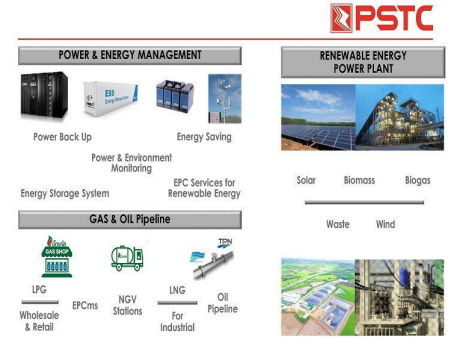 PSTC
POWER & ENERGY MANAGEMENT
ESS
Power Back Up
Energy Saving
Power & Environment
Monitoring
Energy Storage System
EPC Services for
Renewable Energy
GAS & OIL Pipeline
GAS SHOP
TPN
LPG
Wholesale
& Retail
EPCms
NGV
Stations
LNG
For
Industrial
Oil
Pipeline
RENEWABLE ENERGY
POWER PLANT
Solar
Biomass
Biogas
Waste
Wind